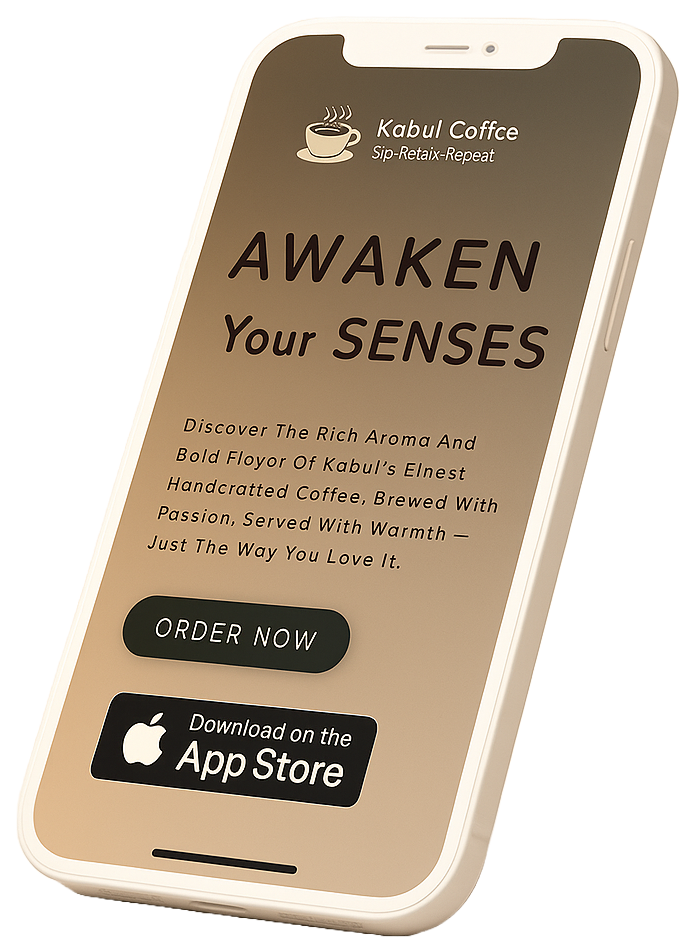 Kabul Coffce
Sip-Retaix-Repeat
AWAKEN
Your SENSES
Discover The Rich Aroma And
Bold Floyor Of Kabul's Elnest
Handcratted Coffee, Brewed With
Passion, Served With Warmth —
Just The Way You Love It.
ORDER NOW
Download on the
App Store